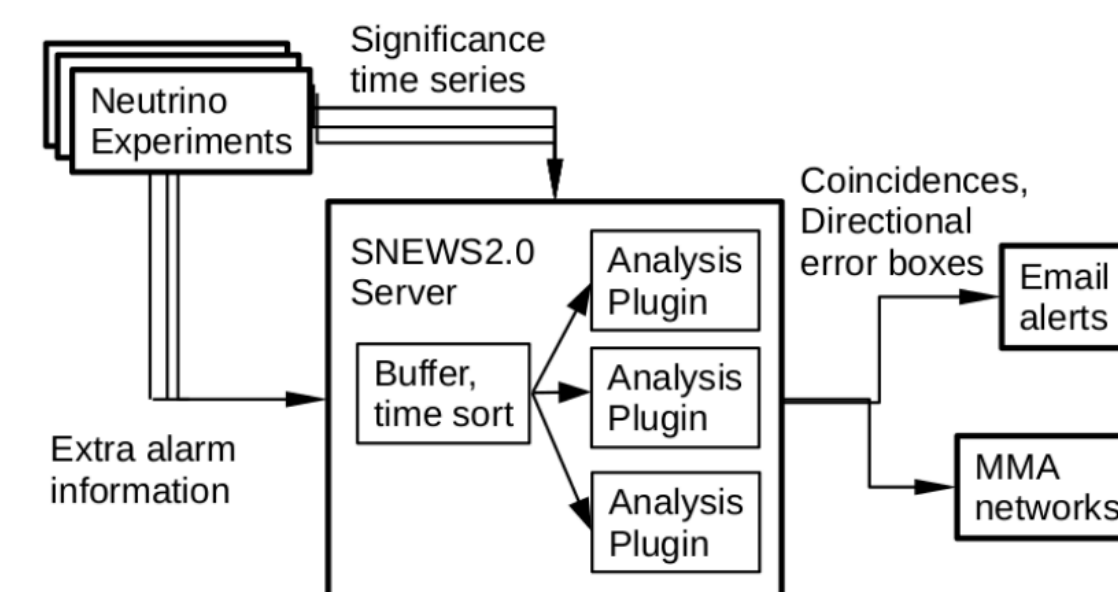 Significance
time series
Neutrino
Experiments
Coincidences,
Directional
error boxes
SNEWS2.0
Server
Analysis
Plugin
Email
alerts
Buffer,
time sort
Analysis
Plugin
Extra alarm
information
MMA
networks
Analysis
Plugin